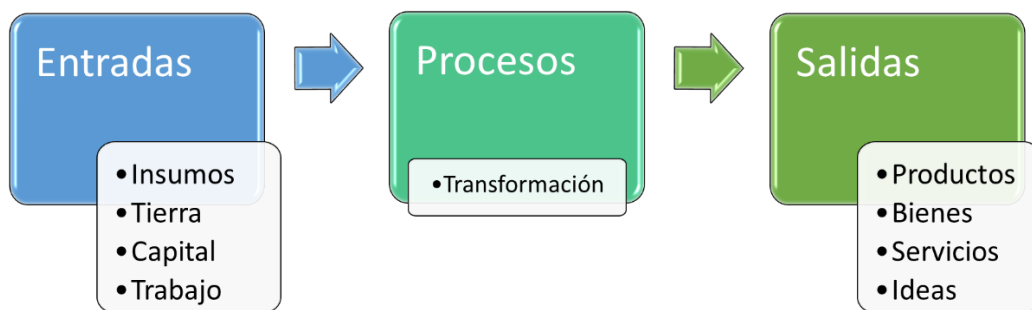 Entradas
•Insumos
•Tierra
•Capital
•Trabajo
Procesos
•Transformación
Salidas
•Productos
•Bienes
•Servicios
•Ideas